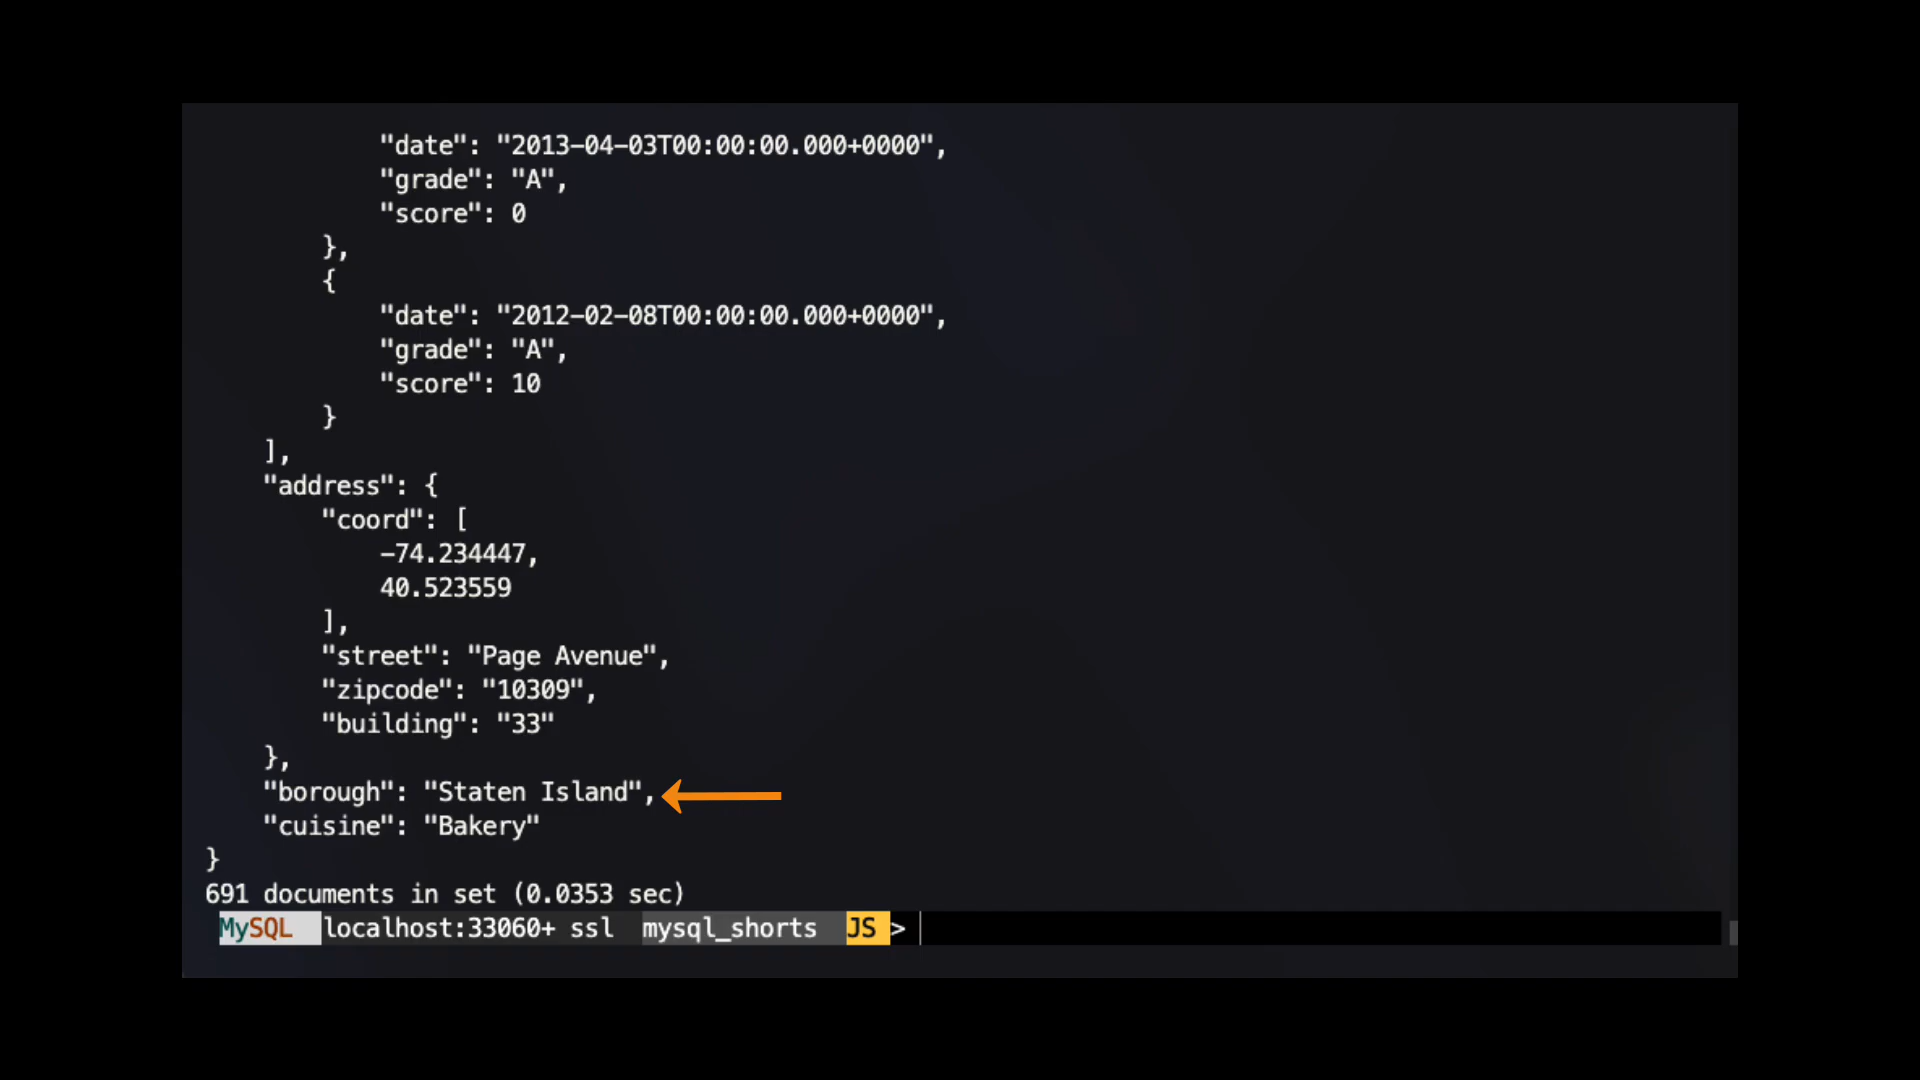 "date": "2013-04-03T00:00:00.000+0000",
"grade": "A",
"score": 0
},
{
"date": "2012-02-08T00:00:00.000+0000",
"grade": "A",
"score": 10
}
],
"address": {
"coord": [
-74.234447,
40.523559
],
"street": "Page Avenue",
"zipcode": "10309",
"building": "33"
},
"borough": "Staten Island",
"cuisine": "Bakery"
}
691 documents in set (0.0353 sec)
MySQL localhost:33060+ ssl mysql_shorts JS >